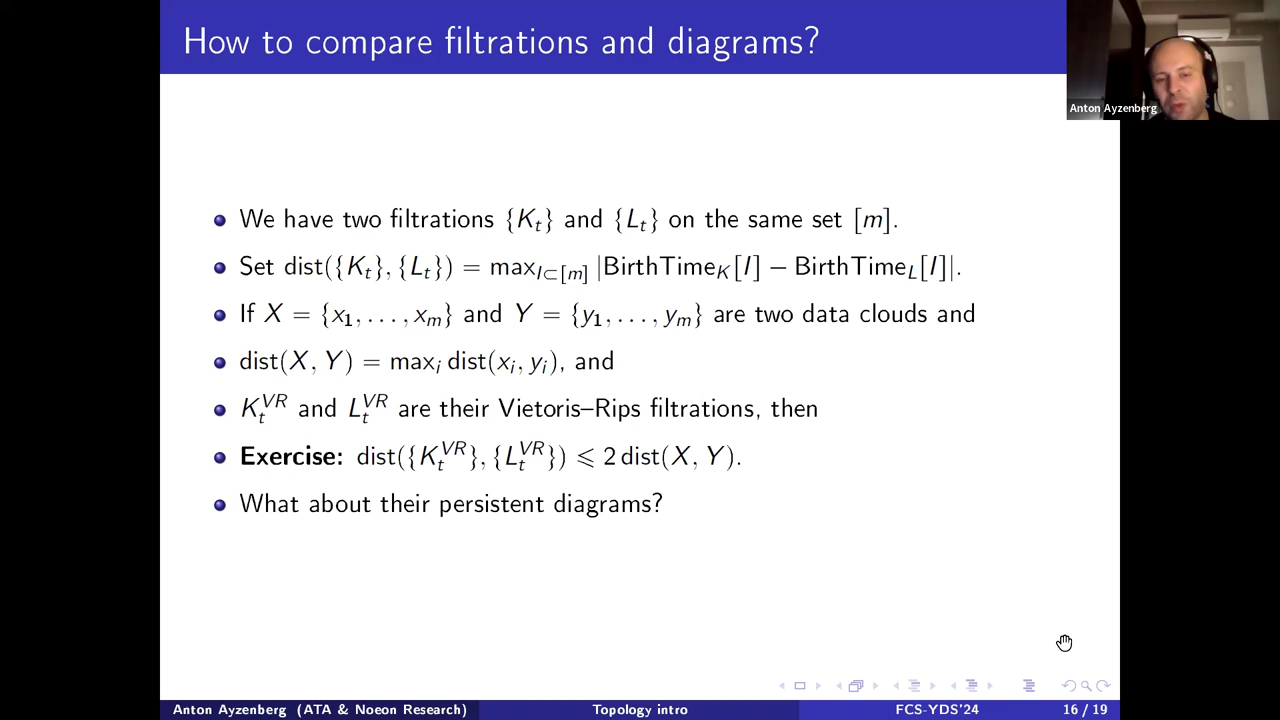 How to compare filtrations and diagrams?
Anton Ayzenberg
We have two filtrations {K_t} and {L_t} on the same set [m].
Set dist({K_t}, {L_t}) = max_{I⊂[m]} |BirthTime_K[I] − BirthTime_L[I]|.
If X = {x_1, . . . , x_m} and Y = {y_1, . . . , y_m} are two data clouds and
dist(X, Y) = max_i dist(x_i, y_i), and
K_t^{VR} and L_t^{VR} are their Vietoris–Rips filtrations, then
Exercise: dist({K_t^{VR}}, {L_t^{VR}}) ⩽ 2 dist(X, Y).
What about their persistent diagrams?
Anton Ayzenberg (ATA & Noeon Research)
Topology intro
FCS-YDS'24
16 / 19